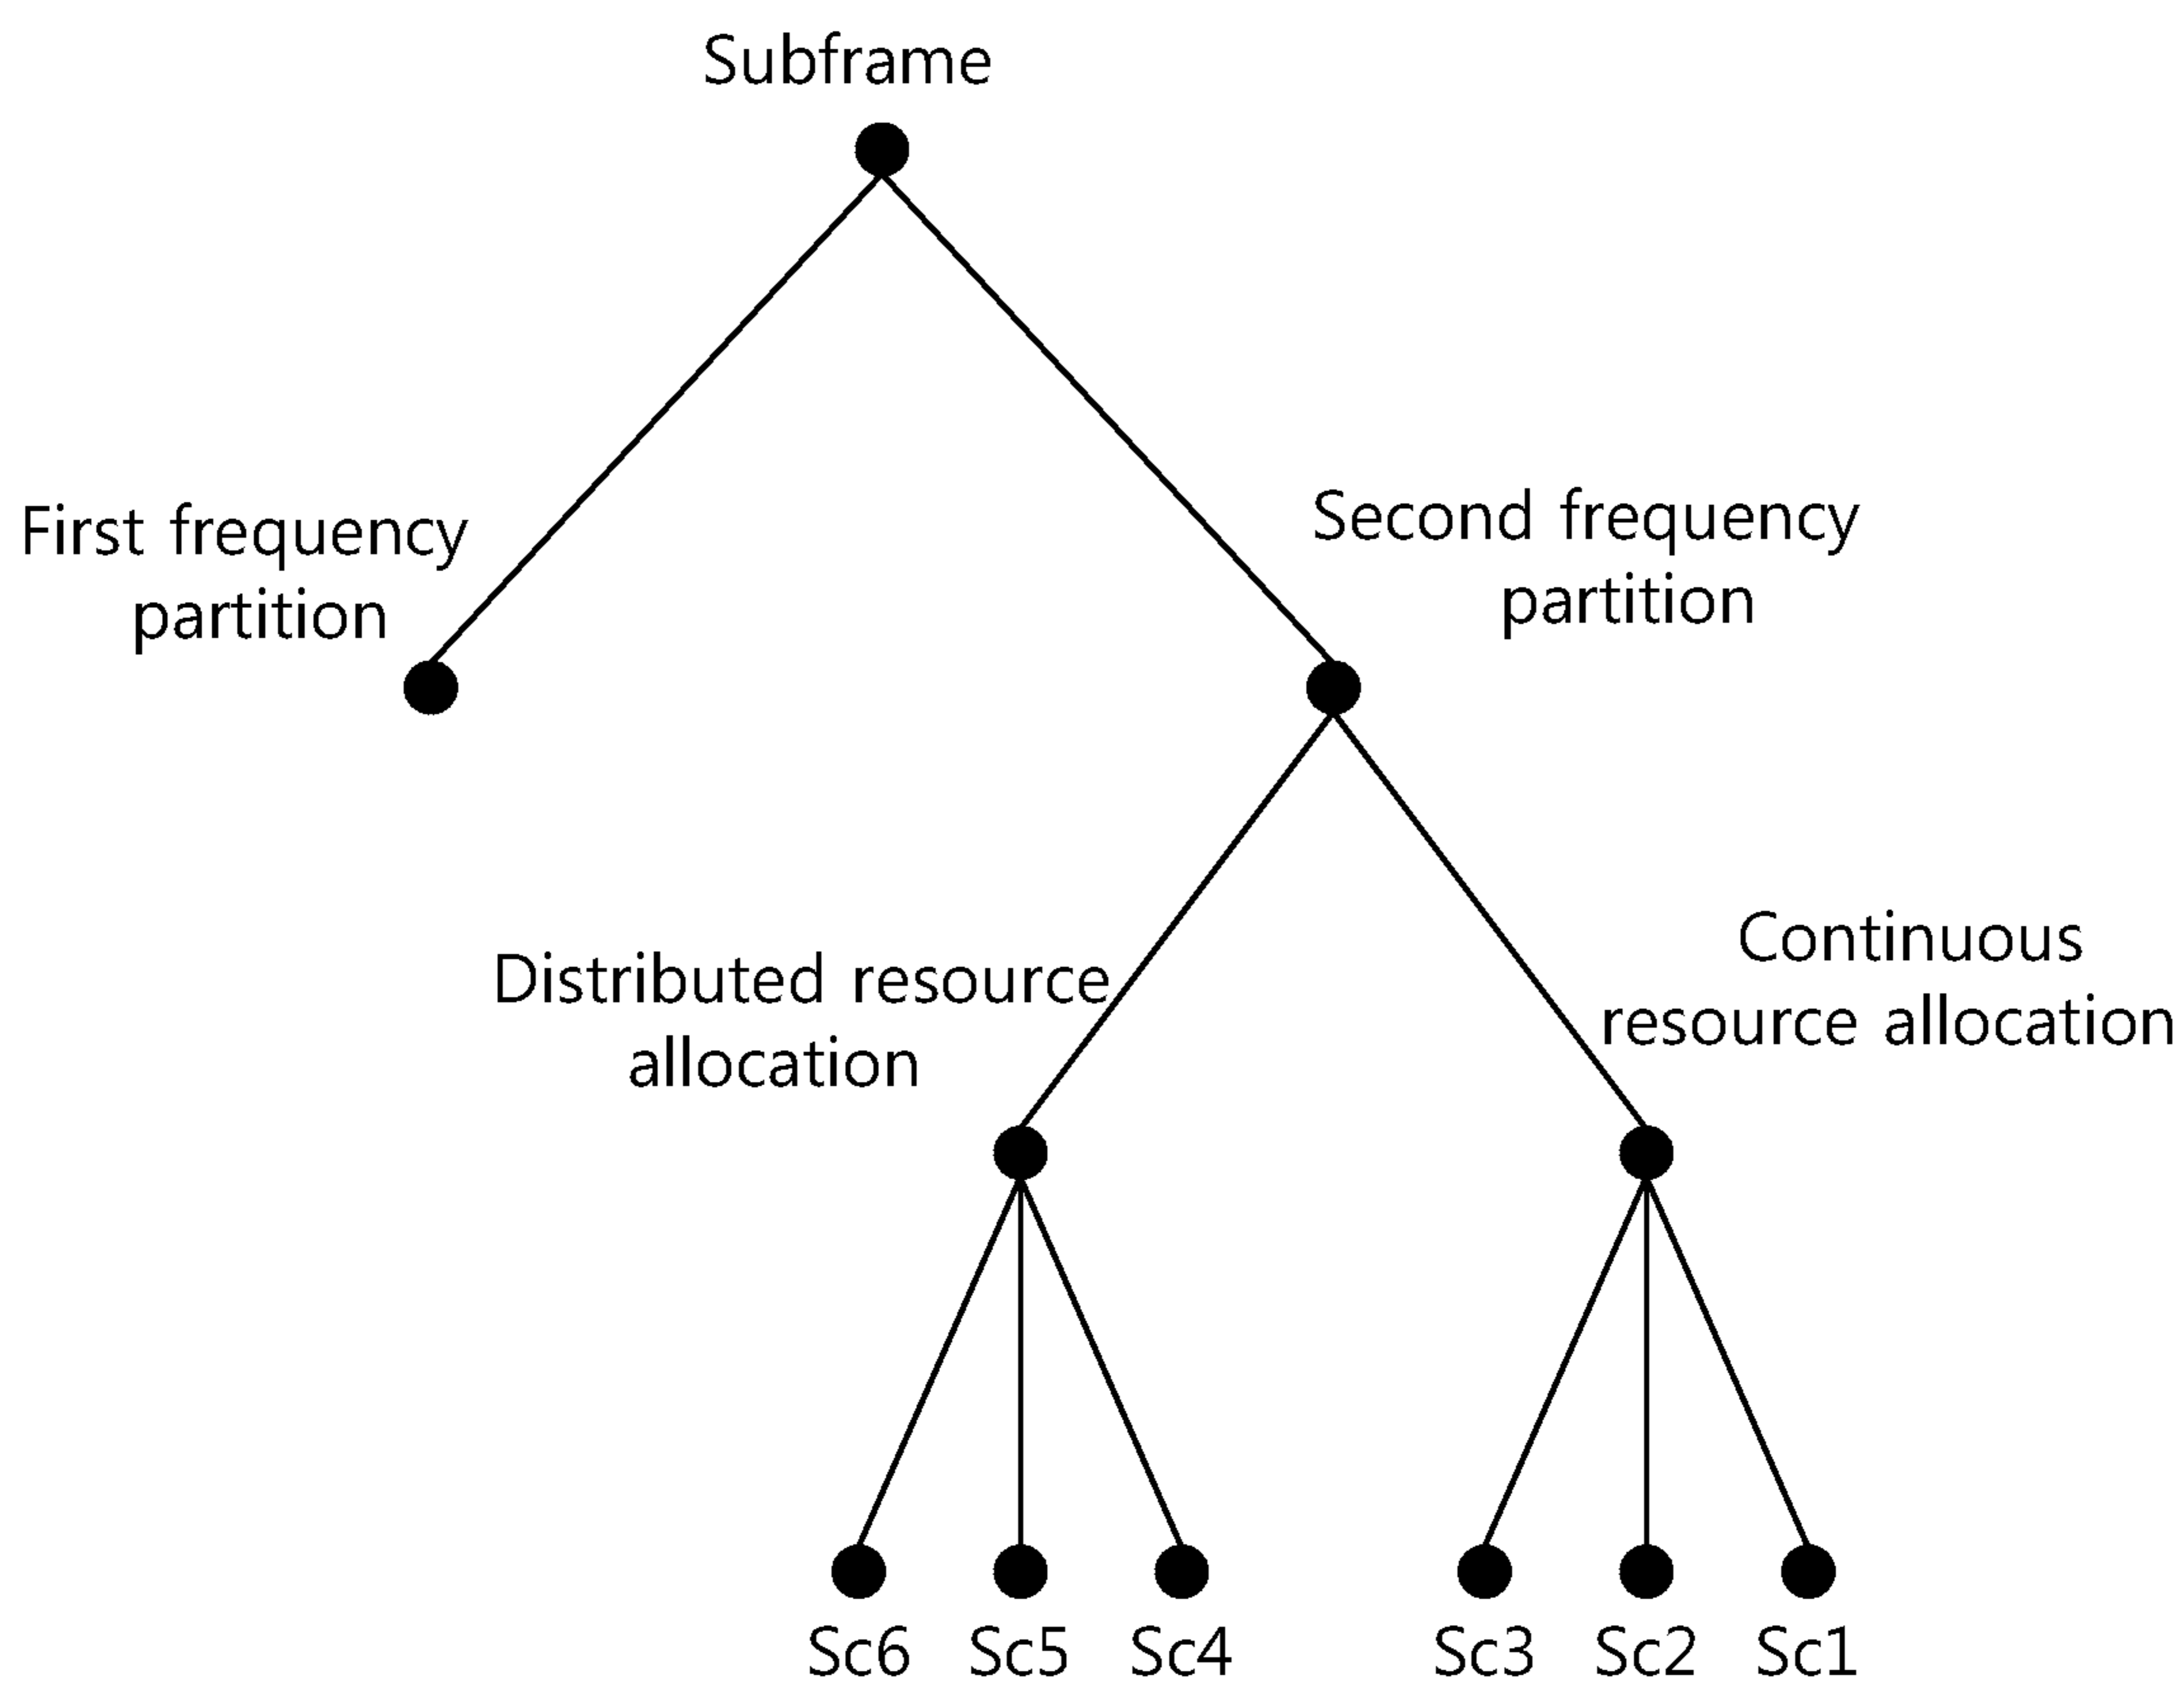 Subframe
First frequency
partition
Second frequency
partition
Distributed resource
allocation
Continuous
resource allocation
Sc6 Sc5 Sc4 Sc3 Sc2 Sc1